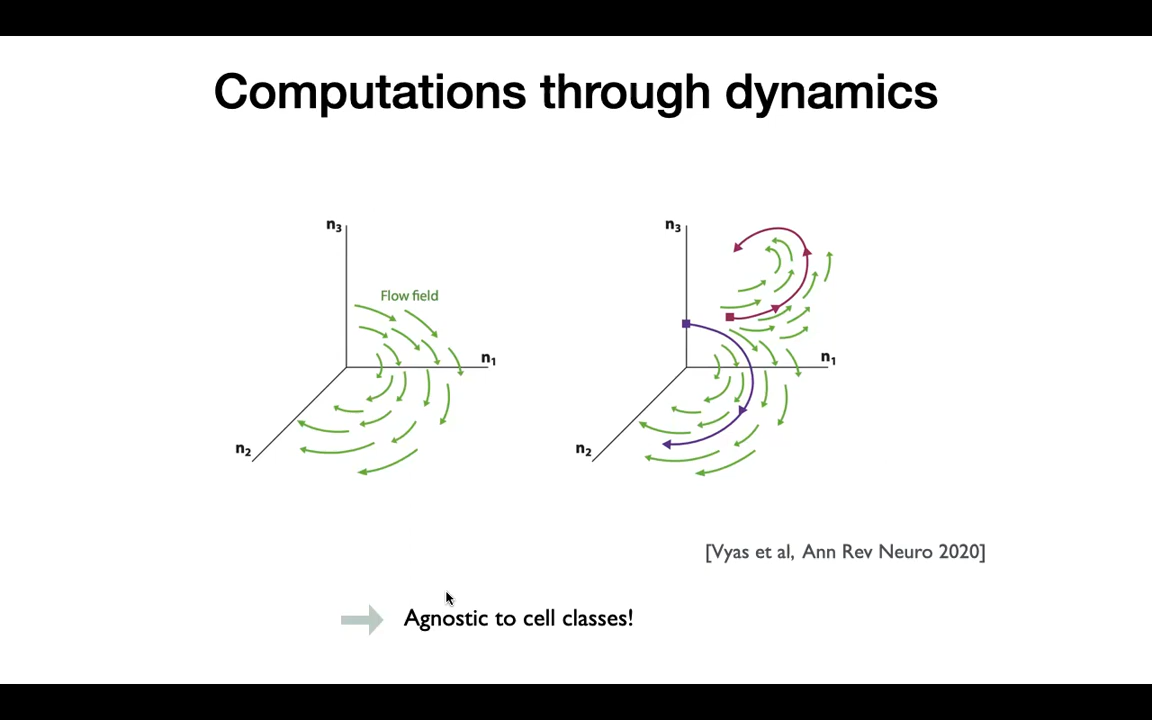 Computations through dynamics
n3
Flow field
n1
n2
n3
n1
n2
[Vyas et al, Ann Rev Neuro 2020]
Agnostic to cell classes!